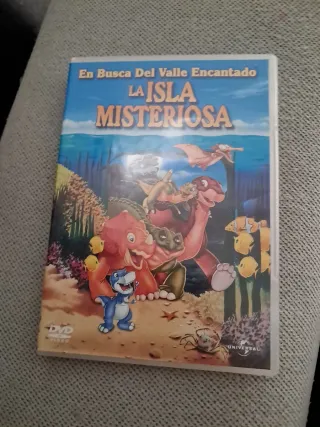 En Busca Del Valle Encantado
LA ISLA
MISTERIOSA
DVD
UNIVERSAL